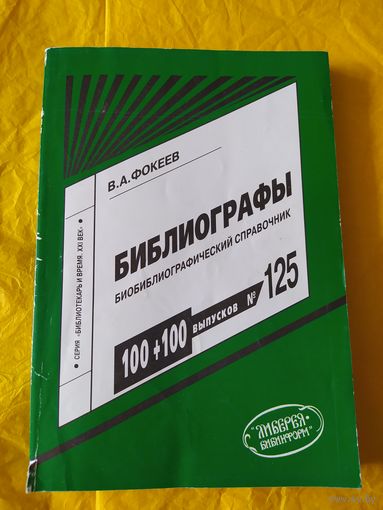 В.А.ФОКЕЕВ
БИБЛИОГРАФЫ
БИОБИБЛИОГРАФИЧЕСКИЙ СПРАВОЧНИК
100+100 ВЫПУСКОВ № 125
• СЕРИЯ «БИБЛИОТЕКАРЬ И ВРЕМЯ. XXI ВЕК» •
"ЛИБЕРЕЯ-
БИБИНФОРМ"